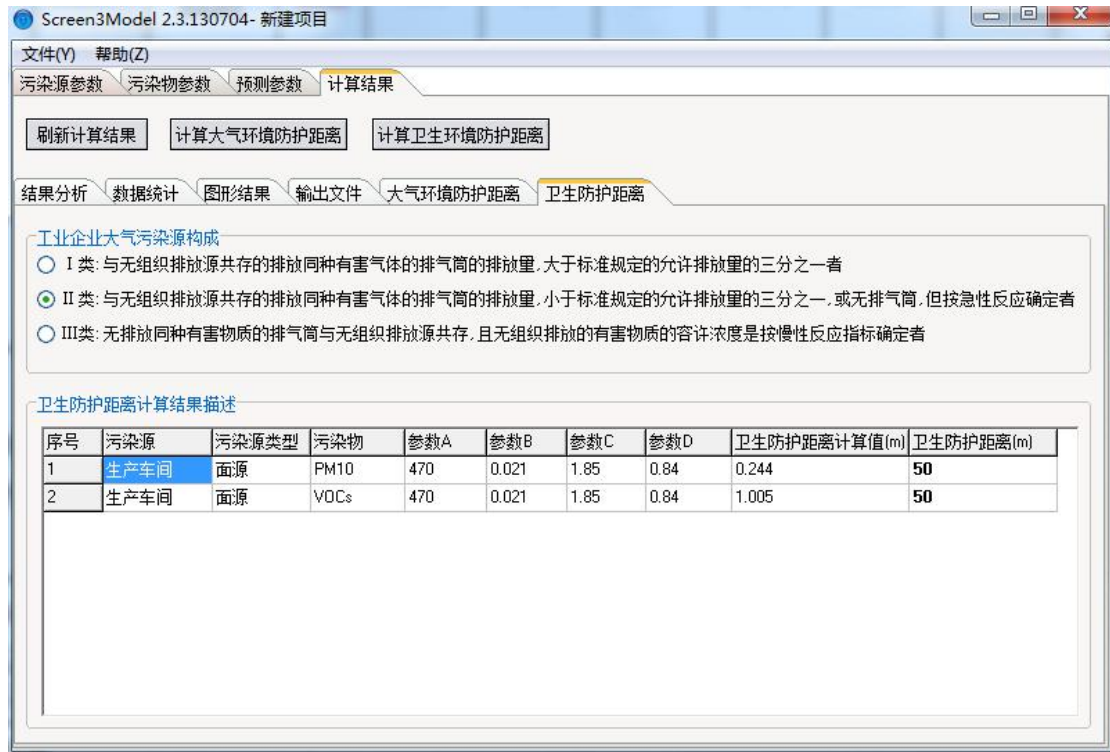 Screen3Model 2.3.130704- 新建项目
文件(Y) 帮助(Z)
污染源参数 污染物参数 预测参数 计算结果
刷新计算结果 计算大气环境防护距离 计算卫生环境防护距离
结果分析 数据统计 图形结果 输出文件 大气环境防护距离 卫生防护距离
工业企业大气污染源构成
I 类: 与无组织排放源共存的排放同种有害气体的排气筒的排放量,大于标准规定的允许排放量的三分之一者
II 类: 与无组织排放源共存的排放同种有害气体的排气筒的排放量,小于标准规定的允许排放量的三分之一,或无排气筒,但按急性反应确定者
III类: 无排放同种有害物质的排气筒与无组织排放源共存,且无组织排放的有害物质的容许浓度是按慢性反应指标确定者
卫生防护距离计算结果描述
序号 污染源 污染源类型 污染物 参数A 参数B 参数C 参数D 卫生防护距离计算值(m) 卫生防护距离(m)
1 生产车间 面源 PM10 470 0.021 1.85 0.84 0.244 50
2 生产车间 面源 VOCs 470 0.021 1.85 0.84 1.005 50